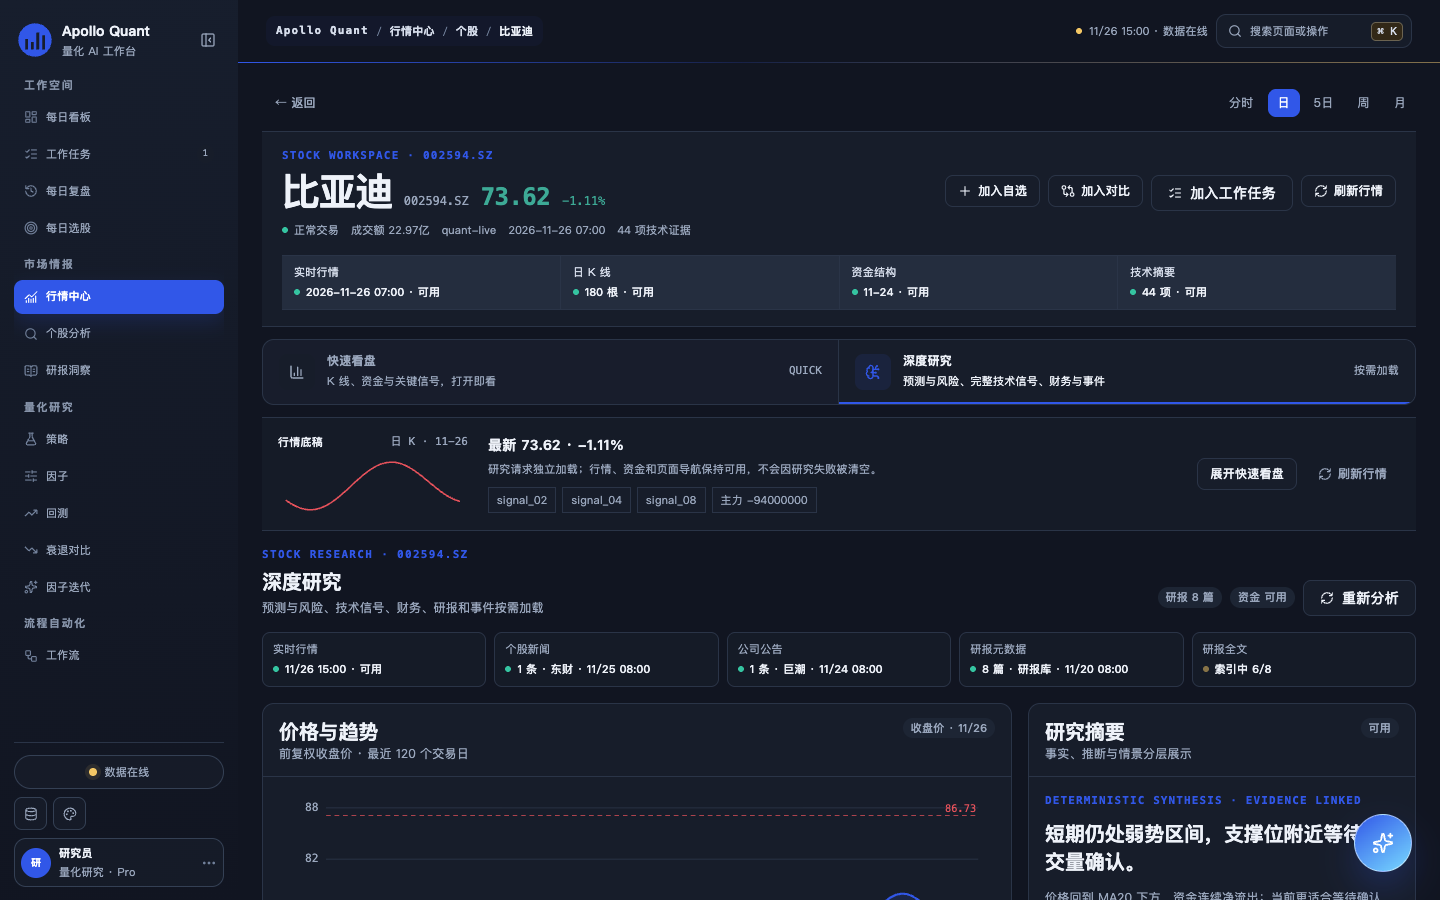 Apollo Quant
量化 AI 工作台
工作空间
每日看板
工作任务 1
每日复盘
每日选股
市场情报
行情中心
个股分析
研报洞察
量化研究
策略
因子
回测
衰退对比
因子迭代
流程自动化
工作流
数据在线
研 研究员
量化研究 · Pro
Apollo Quant / 行情中心 / 个股 / 比亚迪
11/26 15:00 · 数据在线
搜索页面或操作 ⌘ K
← 返回
分时 日 5日 周 月
STOCK WORKSPACE · 002594.SZ
比亚迪 002594.SZ 73.62 −1.11%
加入自选 加入对比 加入工作任务 刷新行情
正常交易 成交额 22.97亿 quant−live 2026−11−26 07:00 44 项技术证据
实时行情 日 K 线 资金结构 技术摘要
2026−11−26 07:00 · 可用 180 根 · 可用 11−24 · 可用 44 项 · 可用
快速看盘
K 线、资金与关键信号，打开即看
QUICK
深度研究
预测与风险、完整技术信号、财务与事件
按需加载
行情底稿 日 K · 11−26
最新 73.62 · −1.11%
研究请求独立加载；行情、资金和页面导航保持可用，不会因研究失败被清空。
signal_02 signal_04 signal_08 主力 −94000000
展开快速看盘 刷新行情
STOCK RESEARCH · 002594.SZ
深度研究
预测与风险、技术信号、财务、研报和事件按需加载
研报 8 篇 资金 可用 重新分析
实时行情 个股新闻 公司公告 研报元数据 研报全文
11/26 15:00 · 可用 1 条 · 东财 · 11/25 08:00 1 条 · 巨潮 · 11/24 08:00 8 篇 · 研报库 · 11/20 08:00 索引中 6/8
价格与趋势
前复权收盘价 · 最近 120 个交易日
收盘价 · 11/26
88
86.73
82
研究摘要
事实、推断与情景分层展示
可用
DETERMINISTIC SYNTHESIS · EVIDENCE LINKED
短期仍处弱势区间，支撑位附近等待
交量确认。
价格回到 MA20 下方，资金连续净流出；当前更适合等待确认